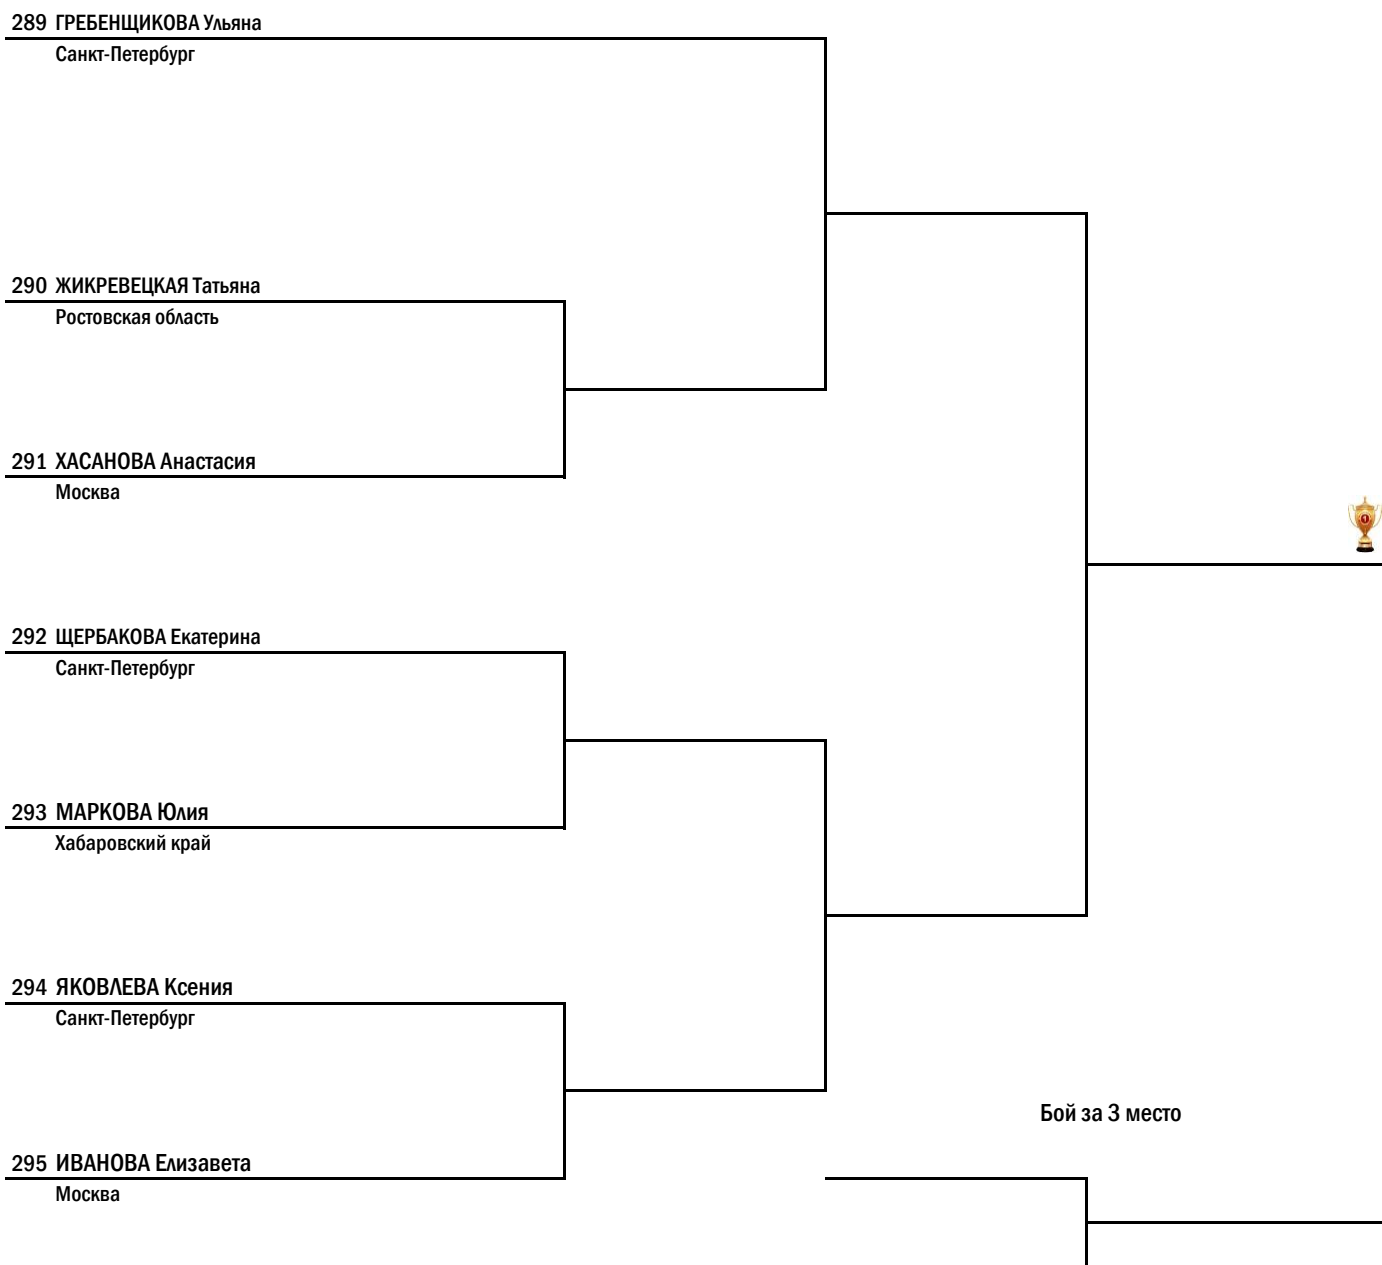 289 ГРЕБЕНЩИКОВА Ульяна
Санкт-Петербург
290 ЖИКРЕВЕЦКАЯ Татьяна
Ростовская область
291 ХАСАНОВА Анастасия
Москва
1
292 ЩЕРБАКОВА Екатерина
Санкт-Петербург
293 МАРКОВА Юлия
Хабаровский край
294 ЯКОВЛЕВА Ксения
Санкт-Петербург
Бой за 3 место
295 ИВАНОВА Елизавета
Москва